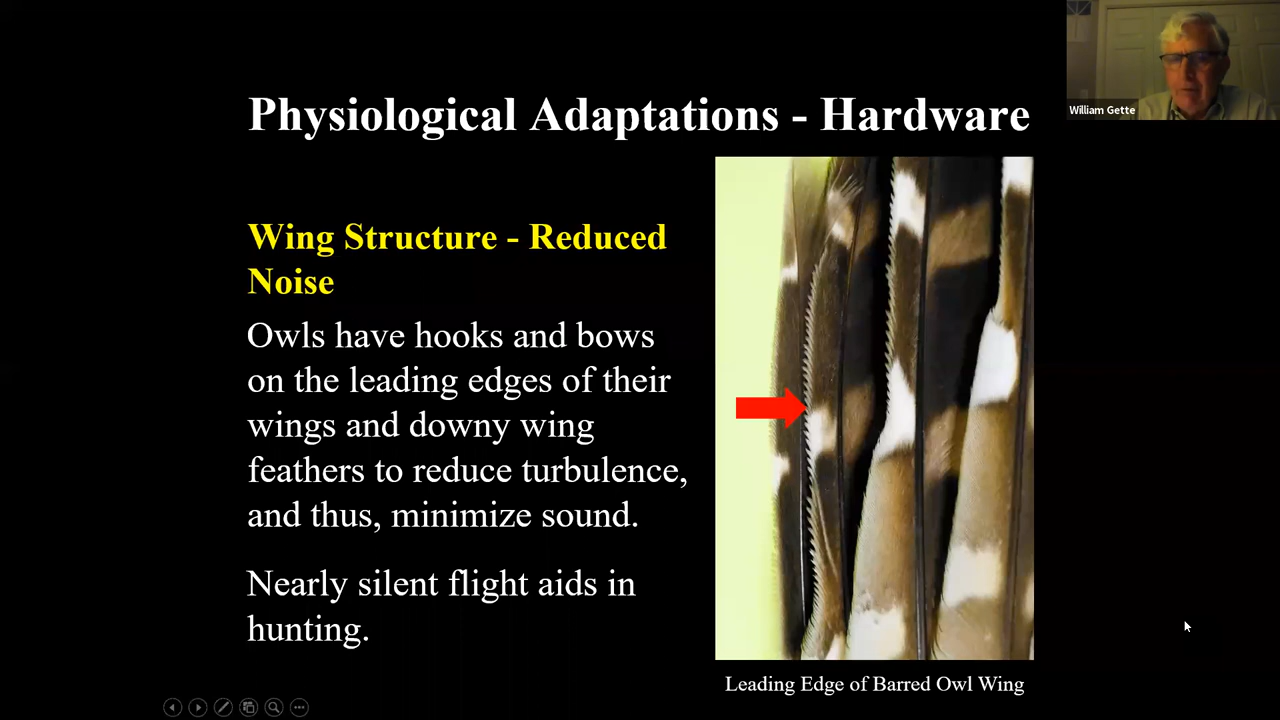 William Gette
Physiological Adaptations - Hardware
Wing Structure - Reduced
Noise
Owls have hooks and bows
on the leading edges of their
wings and downy wing
feathers to reduce turbulence,
and thus, minimize sound.
Nearly silent flight aids in
hunting.
Leading Edge of Barred Owl Wing